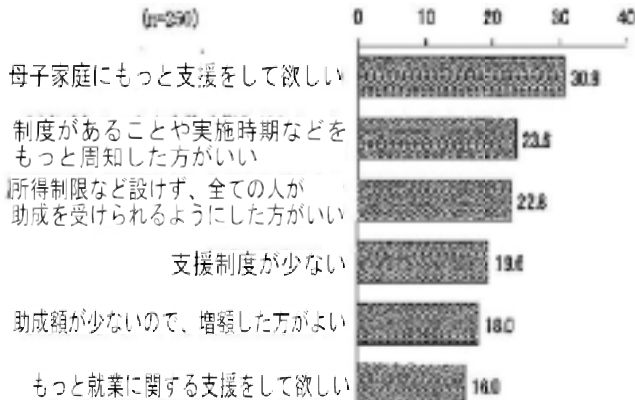 (n=250)
0 10 20 30 40
母子家庭にもっと支援をして欲しい 30.8
制度があることや実施時期などを
もっと周知した方がいい 23.6
所得制限など設けず、全ての人が
助成を受けられるようにした方がいい 22.8
支援制度が少ない 19.6
助成額が少ないので、増額した方がよい 18.0
もっと就業に関する支援をして欲しい 16.0